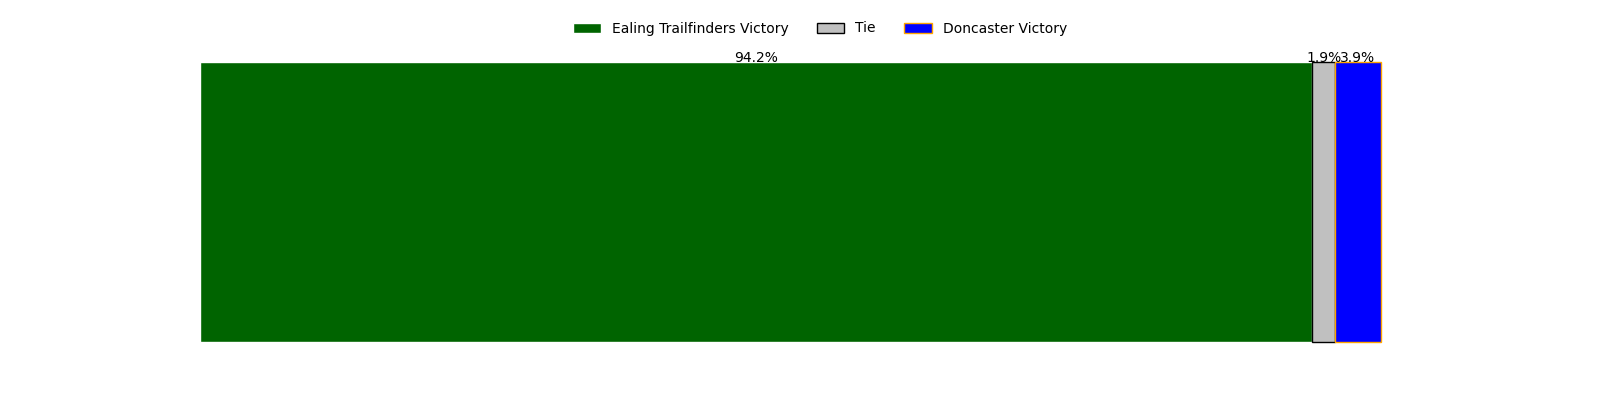 Ealing Trailfinders Victory Tie Doncaster Victory
94.2% 1.9% 3.9%